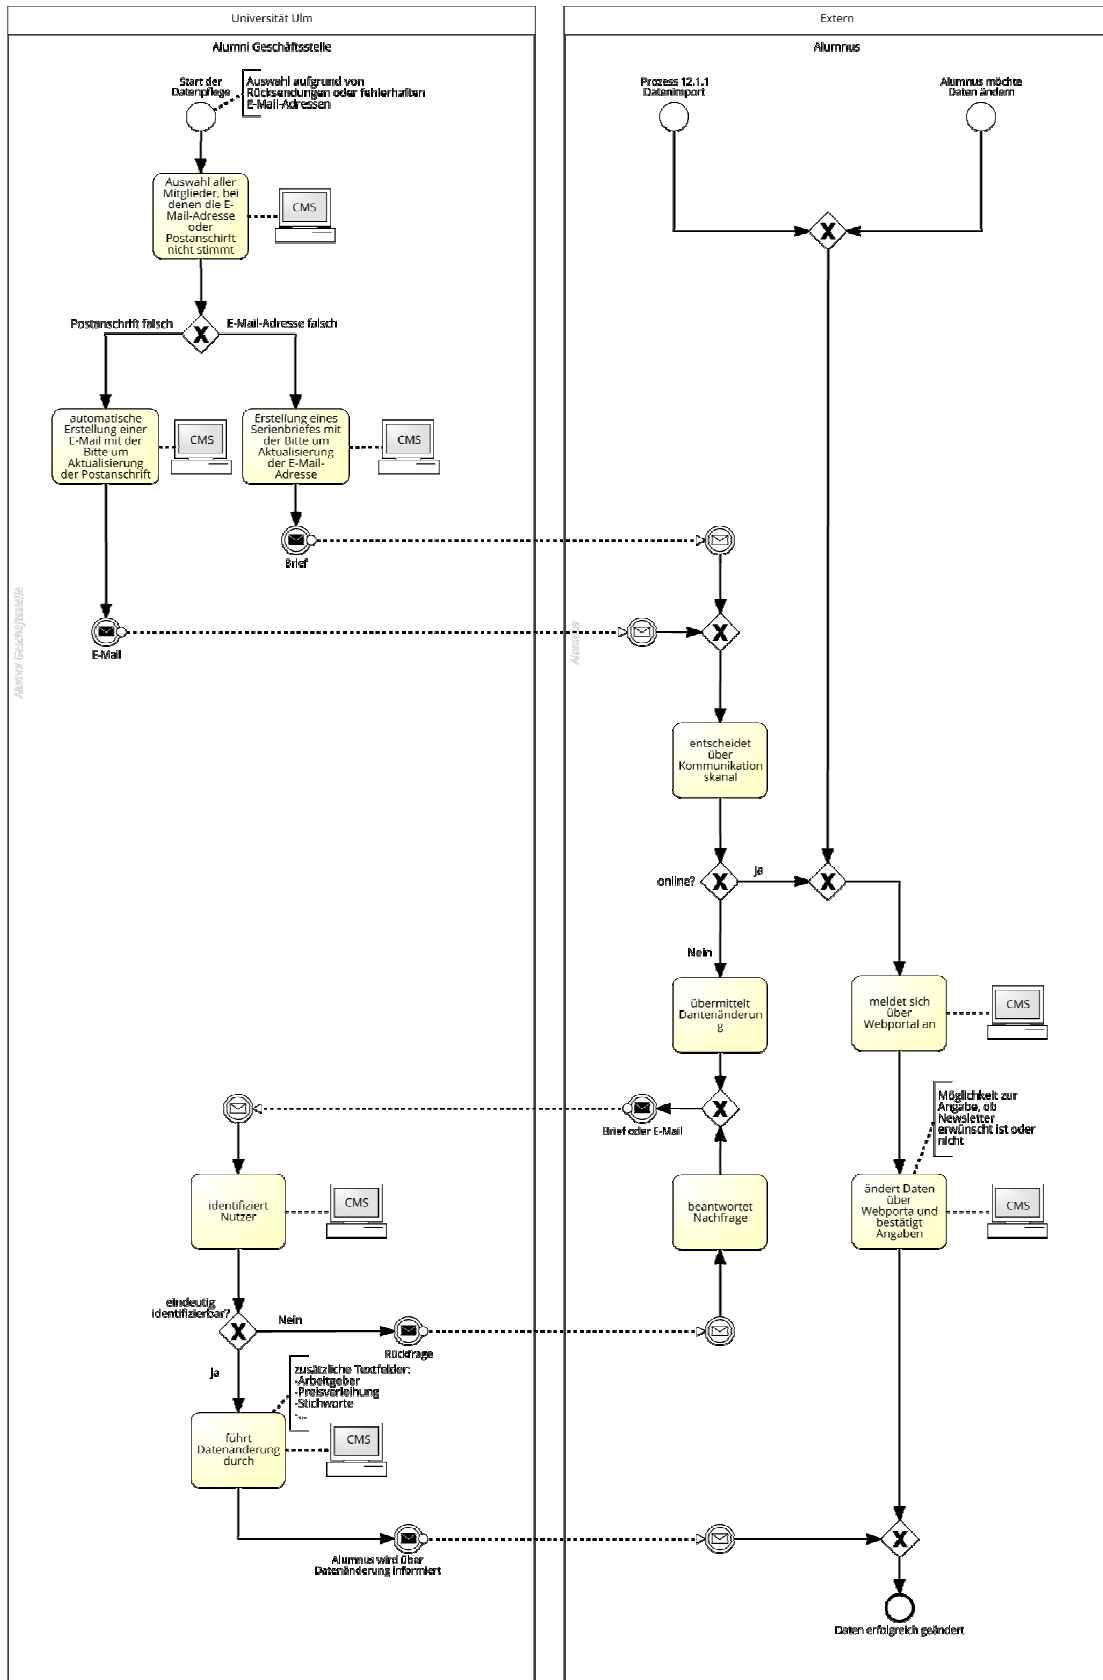 Universität Ulm
Extern
Alumni Geschäftsstelle
Alumnus
Start der
Datenpflege
Auswahl aufgrund von
Rücksendungen oder fehlerhaften
E-Mail-Adressen
Prozess 12.1.1
Datenimport
Alumnus möchte
Daten ändern
Auswahl aller
Mitglieder, bei
denen die E-
Mail-Adresse
oder
Postanschirft
nicht stimmt
CMS
X
X
Postanschrift falsch
E-Mail-Adresse falsch
automatische
Erstellung einer
E-Mail mit der
Bitte um
Aktualisierung
der Postanschrift
CMS
Erstellung eines
Serienbriefes mit
der Bitte um
Aktualisierung
der E-Mail-
Adresse
CMS
Brief
E-Mail
X
Alumni Geschäftsstelle
Alumnus
entscheidet
über
Kommunikation
skanal
online?
X
Ja
X
Nein
übermittelt
Dantenänderun
g
meldet sich
über
Webportal an
CMS
Möglichkeit zur
Angabe, ob
Newsletter
erwünscht ist oder
nicht
Brief oder E-Mail
X
identifiziert
Nutzer
CMS
beantwortet
Nachfrage
ändert Daten
über
Webporta und
bestätigt
Angaben
CMS
eindeutig
identifizierbar?
X
Nein
Rückfrage
Ja
zusätzliche Textfelder:
-Arbeitgeber
-Preisverleihung
-Stichworte
-...
führt
Datenänderung
durch
CMS
Alumnus wird über
Datenänderung informiert
X
Daten erfolgreich geändert